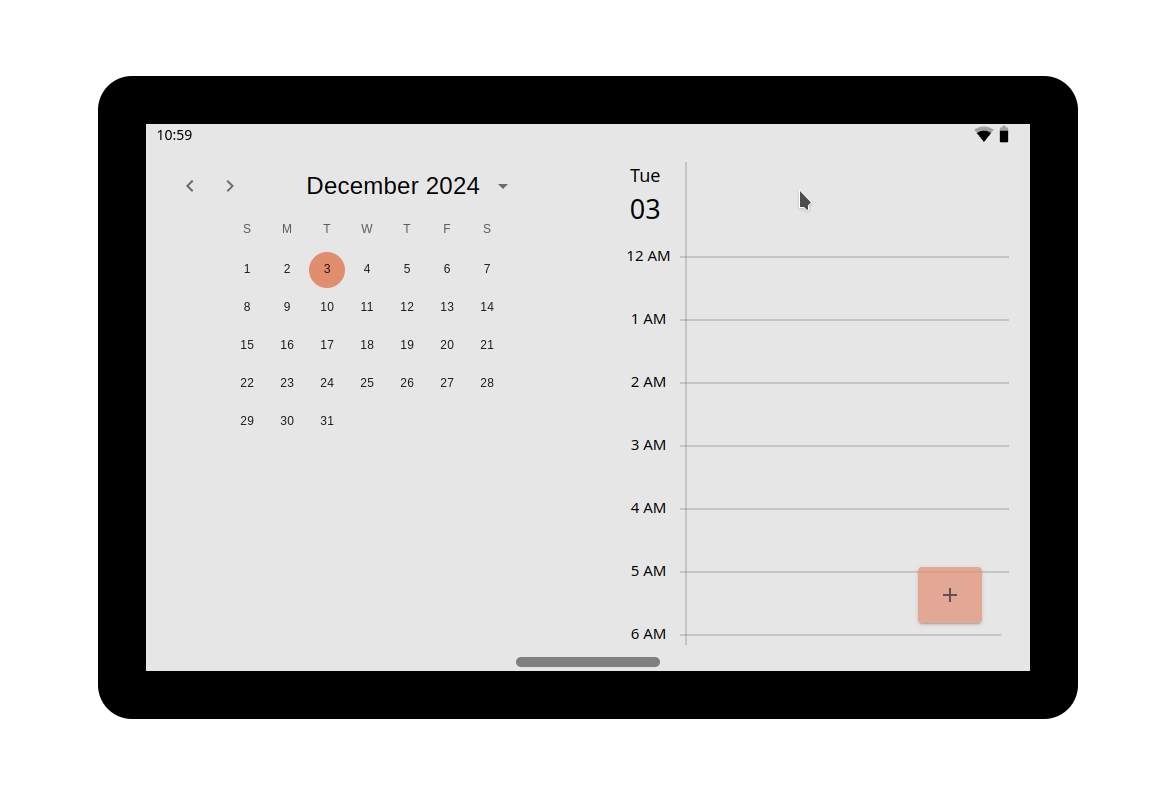 10:59
December 2024
S M T W T F S
1 2 3 4 5 6 7
8 9 10 11 12 13 14
15 16 17 18 19 20 21
22 23 24 25 26 27 28
29 30 31
Tue
03
12 AM
1 AM
2 AM
3 AM
4 AM
5 AM
+
6 AM